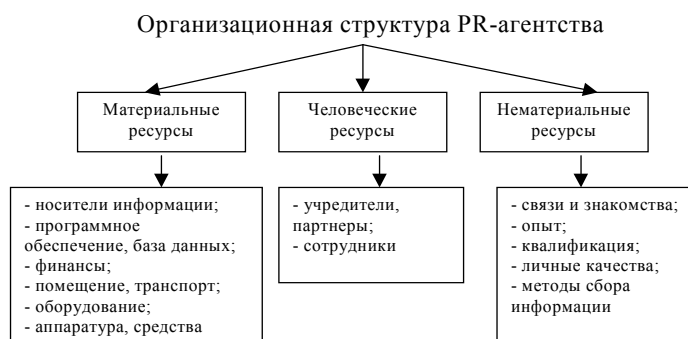 Организационная структура PR-агентства
Материальные
ресурсы
Человеческие
ресурсы
Нематериальные
ресурсы
- носители информации;
- программное
обеспечение, база данных;
- финансы;
- помещение, транспорт;
- оборудование;
- аппаратура, средства
- учредители,
партнеры;
- сотрудники
- связи и знакомства;
- опыт;
- квалификация;
- личные качества;
- методы сбора
информации